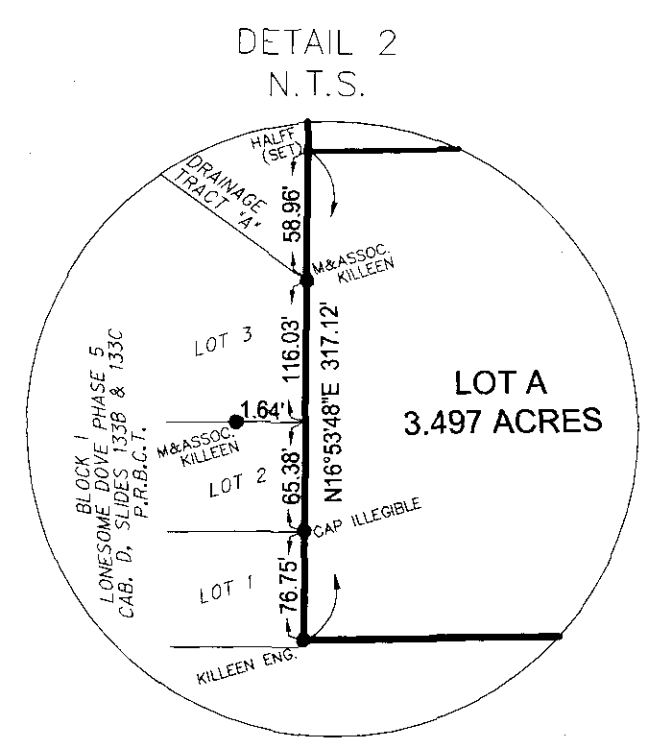 DETAIL 2
N.T.S.
HALFF
(SET)
DRAINAGE
TRACT "A"
58.96'
M&ASSOC.
KILLEEN
LOT 3
116.03'
N16°53'48"E 317.12'
LOT A
3.497 ACRES
1.64'
M&ASSOC.
KILLEEN
BLOCK 1
LONESOME DOVE PHASE 5
CAB. D, SLIDES 133B & 133C
P.R.B.C.T.
LOT 2
65.38'
CAP ILLEGIBLE
LOT 1
76.75'
KILLEEN ENG.